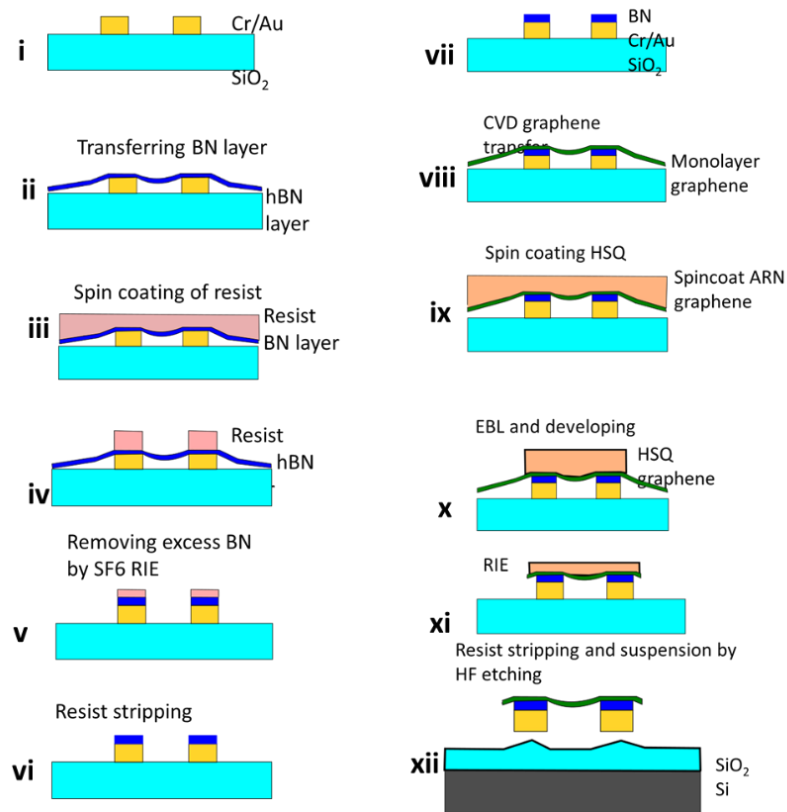 i
Cr/Au
SiO2
Transferring BN layer
ii
hBN
layer
Spin coating of resist
iii
Resist
BN layer
iv
Resist
hBN
Removing excess BN
by SF6 RIE
v
Resist stripping
vi
vii
BN
Cr/Au
SiO2
CVD graphene
transfer
viii
Monolayer
graphene
Spin coating HSQ
ix
Spincoat ARN
graphene
EBL and developing
x
HSQ
graphene
RIE
xi
Resist stripping and suspension by
HF etching
xii
SiO2
Si